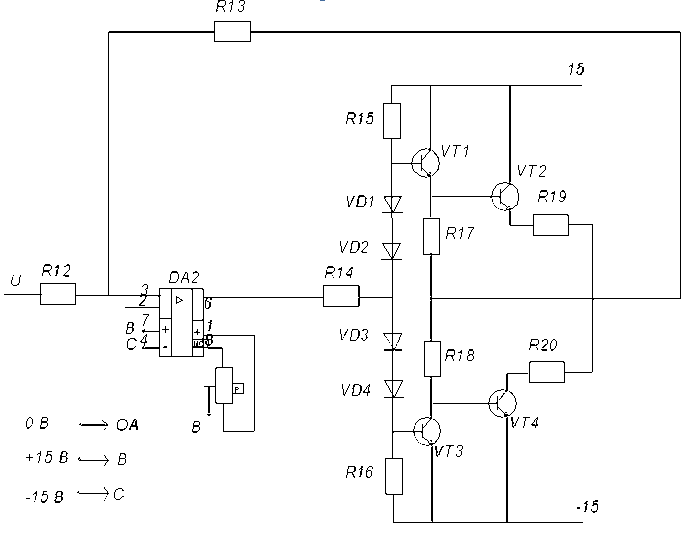 R13
15
R15
VT1
VT2
VD1
R19
R17
VD2
U
R12
DA2
R14
3
2
6
B 7 + + 1
C 4 - 8
VD3
R18
R20
VD4
B
VT4
VT3
0 В → OA
+15 В → B
-15 В → C
R16
-15